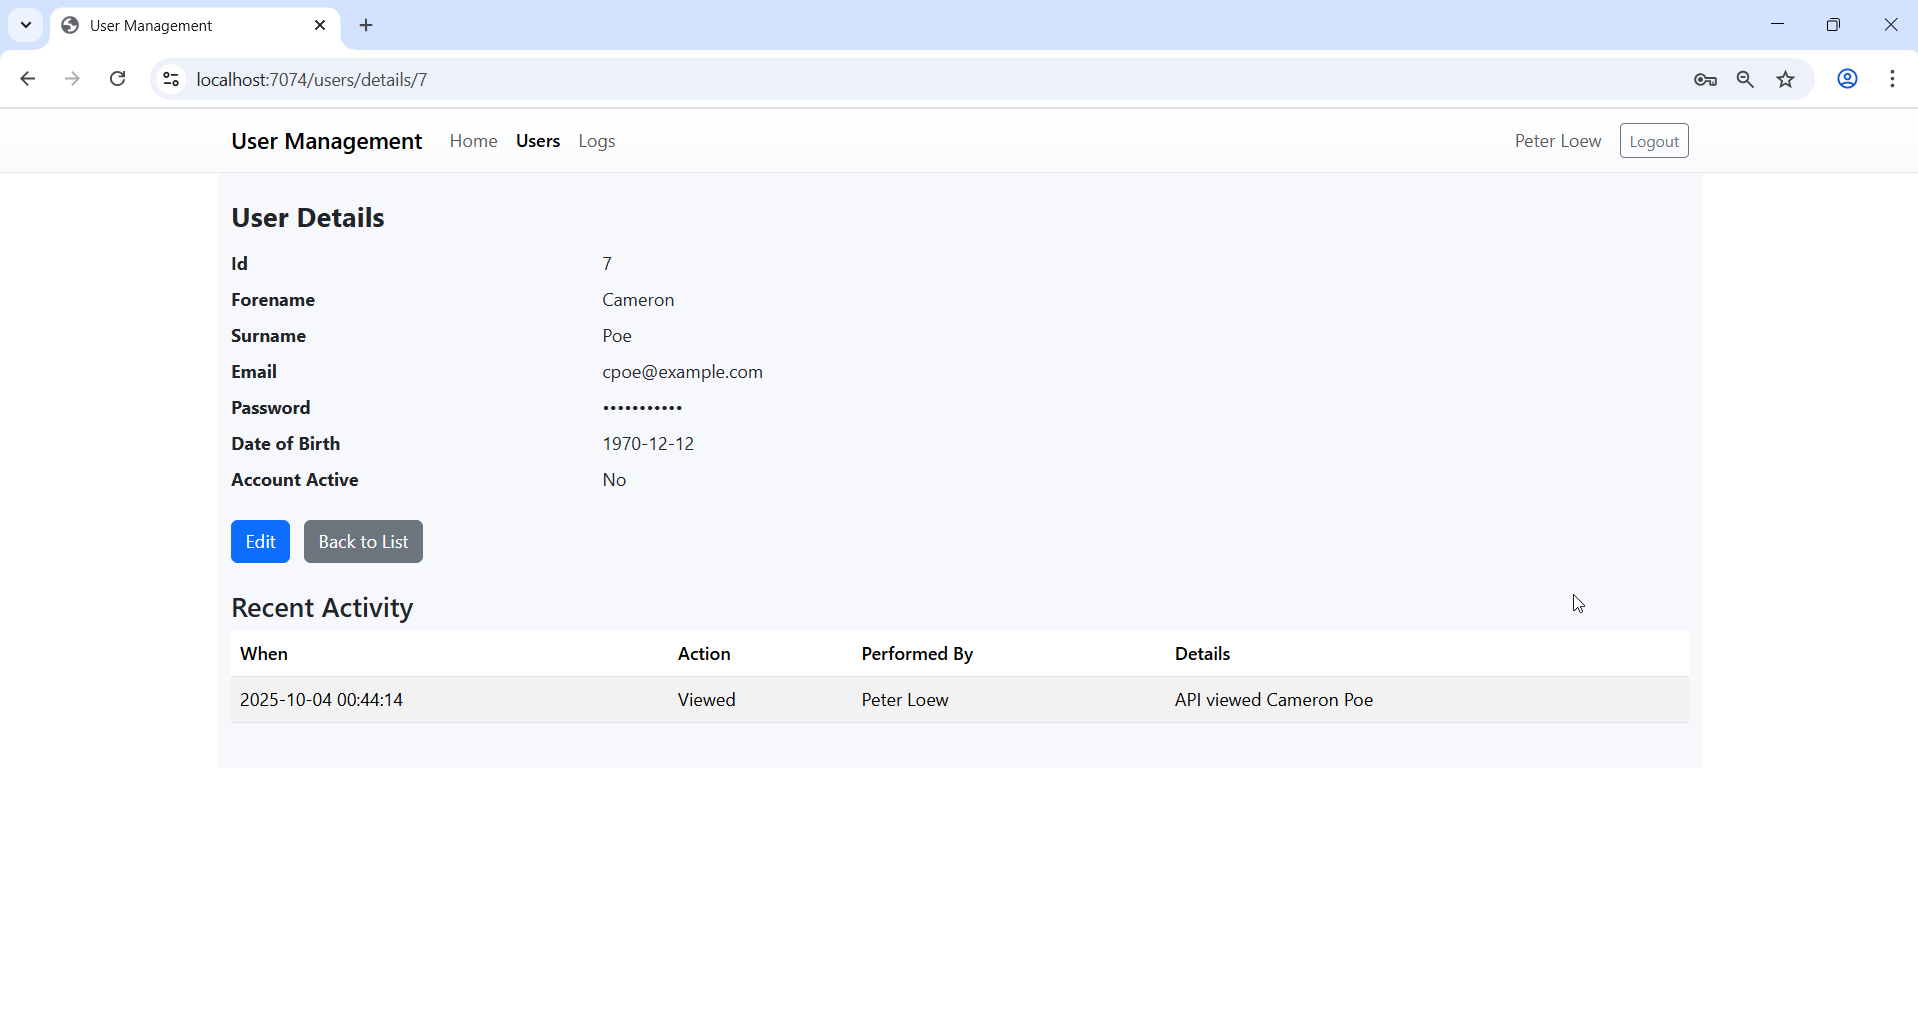 User Management
localhost:7074/users/details/7
User Management Home Users Logs Peter Loew Logout
User Details
Id 7
Forename Cameron
Surname Poe
Email cpoe@example.com
Password •••••••••••
Date of Birth 1970-12-12
Account Active No
Edit Back to List
Recent Activity
When Action Performed By Details
2025-10-04 00:44:14 Viewed Peter Loew API viewed Cameron Poe